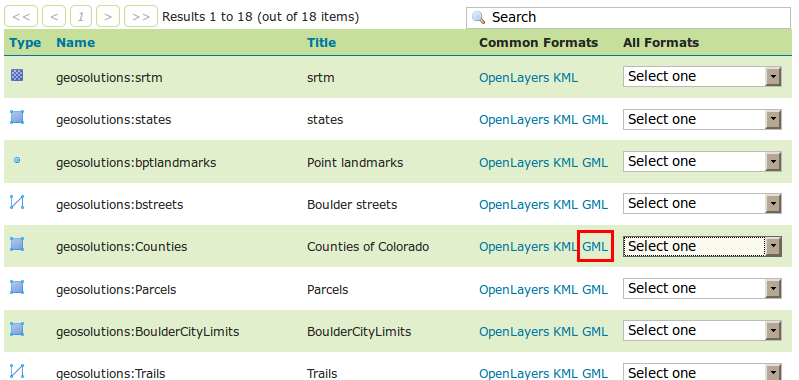 << < 1 > >> Results 1 to 18 (out of 18 items) Search
Type Name Title Common Formats All Formats
geosolutions:srtm srtm OpenLayers KML Select one
geosolutions:states states OpenLayers KML GML Select one
geosolutions:bptlandmarks Point landmarks OpenLayers KML GML Select one
geosolutions:bstreets Boulder streets OpenLayers KML GML Select one
geosolutions:Counties Counties of Colorado OpenLayers KML GML Select one
geosolutions:Parcels Parcels OpenLayers KML GML Select one
geosolutions:BoulderCityLimits BoulderCityLimits OpenLayers KML GML Select one
geosolutions:Trails Trails OpenLayers KML GML Select one